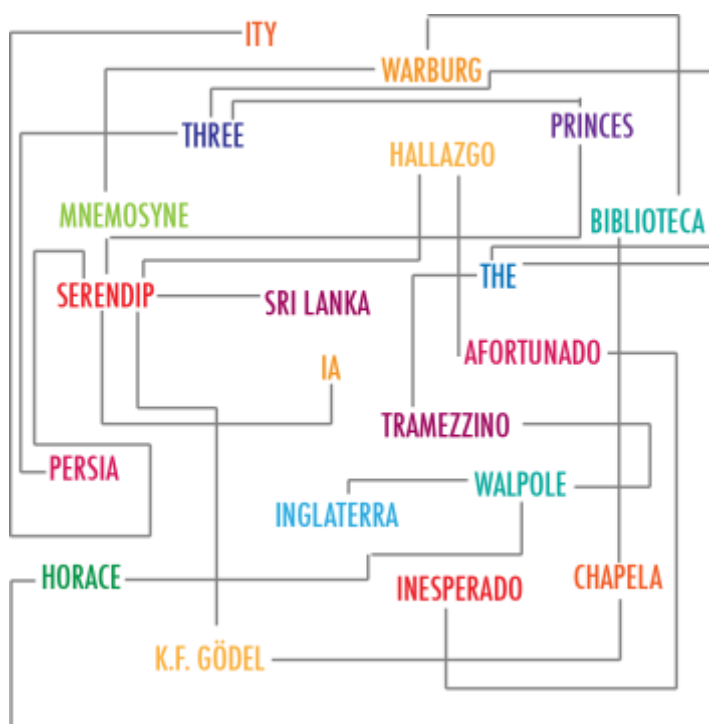 ITY
WARBURG
THREE
PRINCES
HALLAZGO
MNEMOSYNE
BIBLIOTECA
THE
SERENDIP
SRI LANKA
AFORTUNADO
IA
TRAMEZZINO
PERSIA
WALPOLE
INGLATERRA
HORACE
INESPERADO
CHAPELA
K.F. GÖDEL